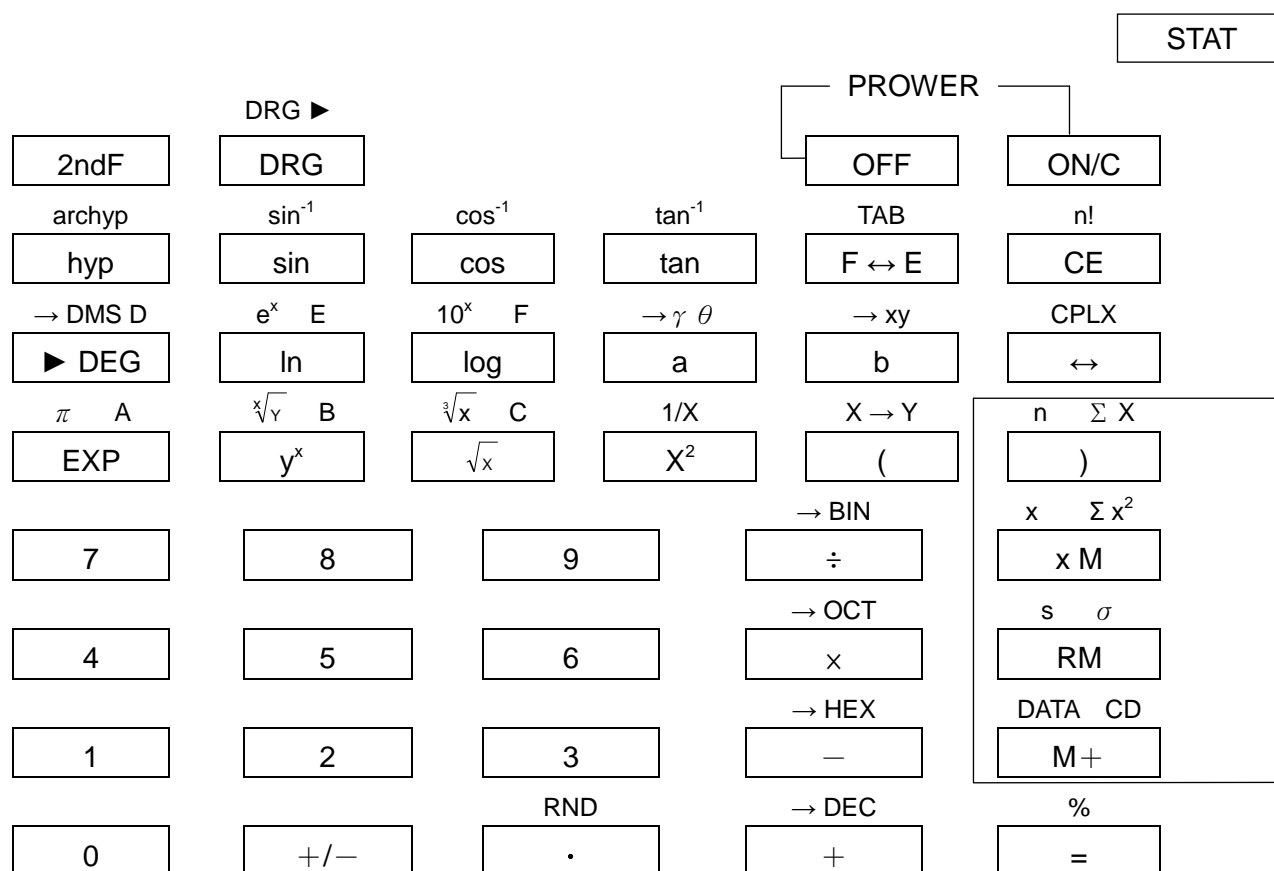 STAT
PROWER
DRG ►
2ndF DRG OFF ON/C
archyp sin⁻¹ cos⁻¹ tan⁻¹ TAB n!
hyp sin cos tan F ↔ E CE
→ DMS D eˣ E 10ˣ F → γ θ → xy CPLX
► DEG ln log a b ↔
π A ˣ√Y B ³√x C 1/X X → Y n Σ X
EXP yˣ √x X² ( )
→ BIN x Σ x²
7 8 9 ÷ x M
→ OCT s σ
4 5 6 × RM
→ HEX DATA CD
1 2 3 − M+
RND → DEC %
0 +/− · + =